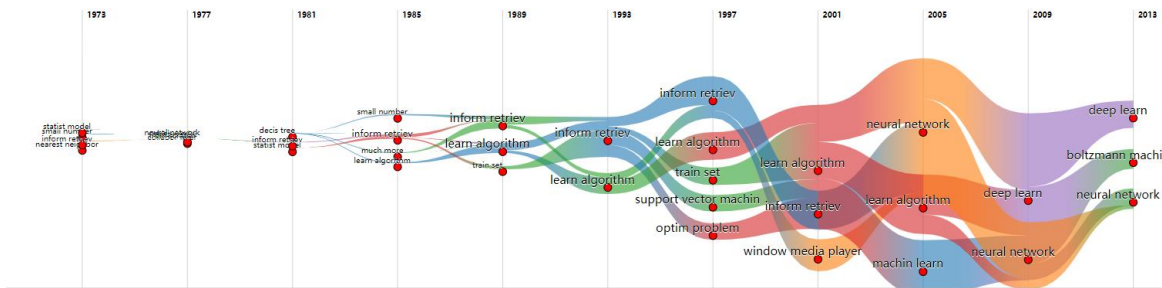 1973
1977
1981
1985
1989
1993
1997
2001
2005
2009
2013
statist model
small number
inform retriev
nearest neighbor
neural network
decis tree
inform retriev
statist model
small number
inform retriev
much more
learn algorithm
inform retriev
learn algorithm
train set
inform retriev
learn algorithm
inform retriev
learn algorithm
train set
support vector machin
optim problem
learn algorithm
inform retriev
window media player
neural network
learn algorithm
machin learn
deep learn
neural network
deep learn
boltzmann machi
neural network